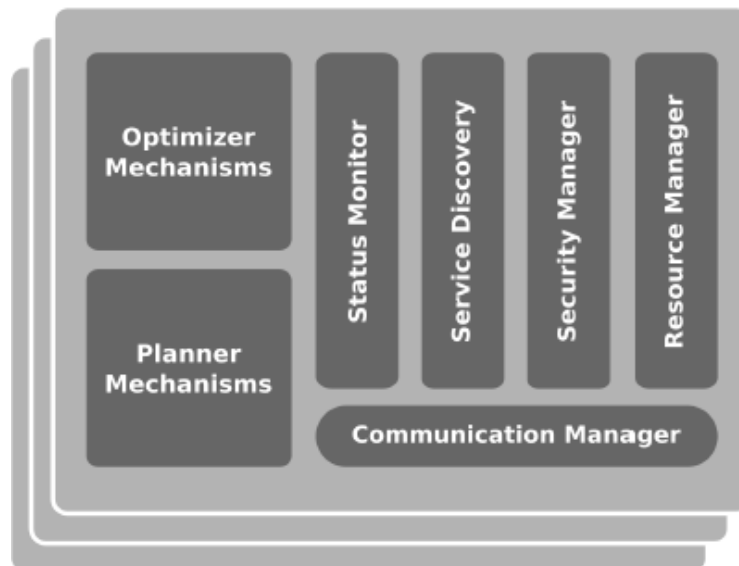 Optimizer
Mechanisms
Planner
Mechanisms
Status Monitor
Service Discovery
Security Manager
Resource Manager
Communication Manager